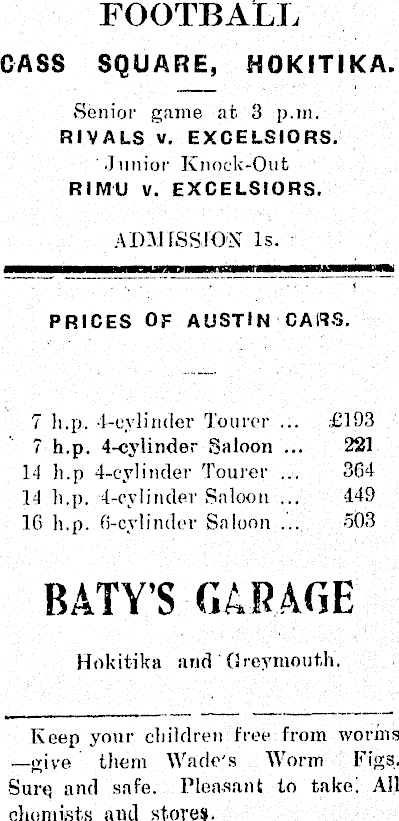 FOOTBALL
CASS SQUARE, HOKITIKA.
Senior game at 3 p.m.
RIVALS v. EXCELSIORS.
Junior Knock-Out
RIMU v. EXCELSIORS.
ADMISSION 1s.
PRICES OF AUSTIN CARS.
7 h.p. 4-cylinder Tourer ... £193
7 h.p. 4-cylinder Saloon ... 221
14 h.p 4-cylinder Tourer ... 364
14 h.p. 4-cylinder Saloon ... 449
16 h.p. 6-cylinder Saloon ... 503
BATY'S GARAGE
Hokitika and Greymouth.
Keep your children free from worms
—give them Wade's Worm Figs.
Sure and safe. Pleasant to take. All
chemists and stores.